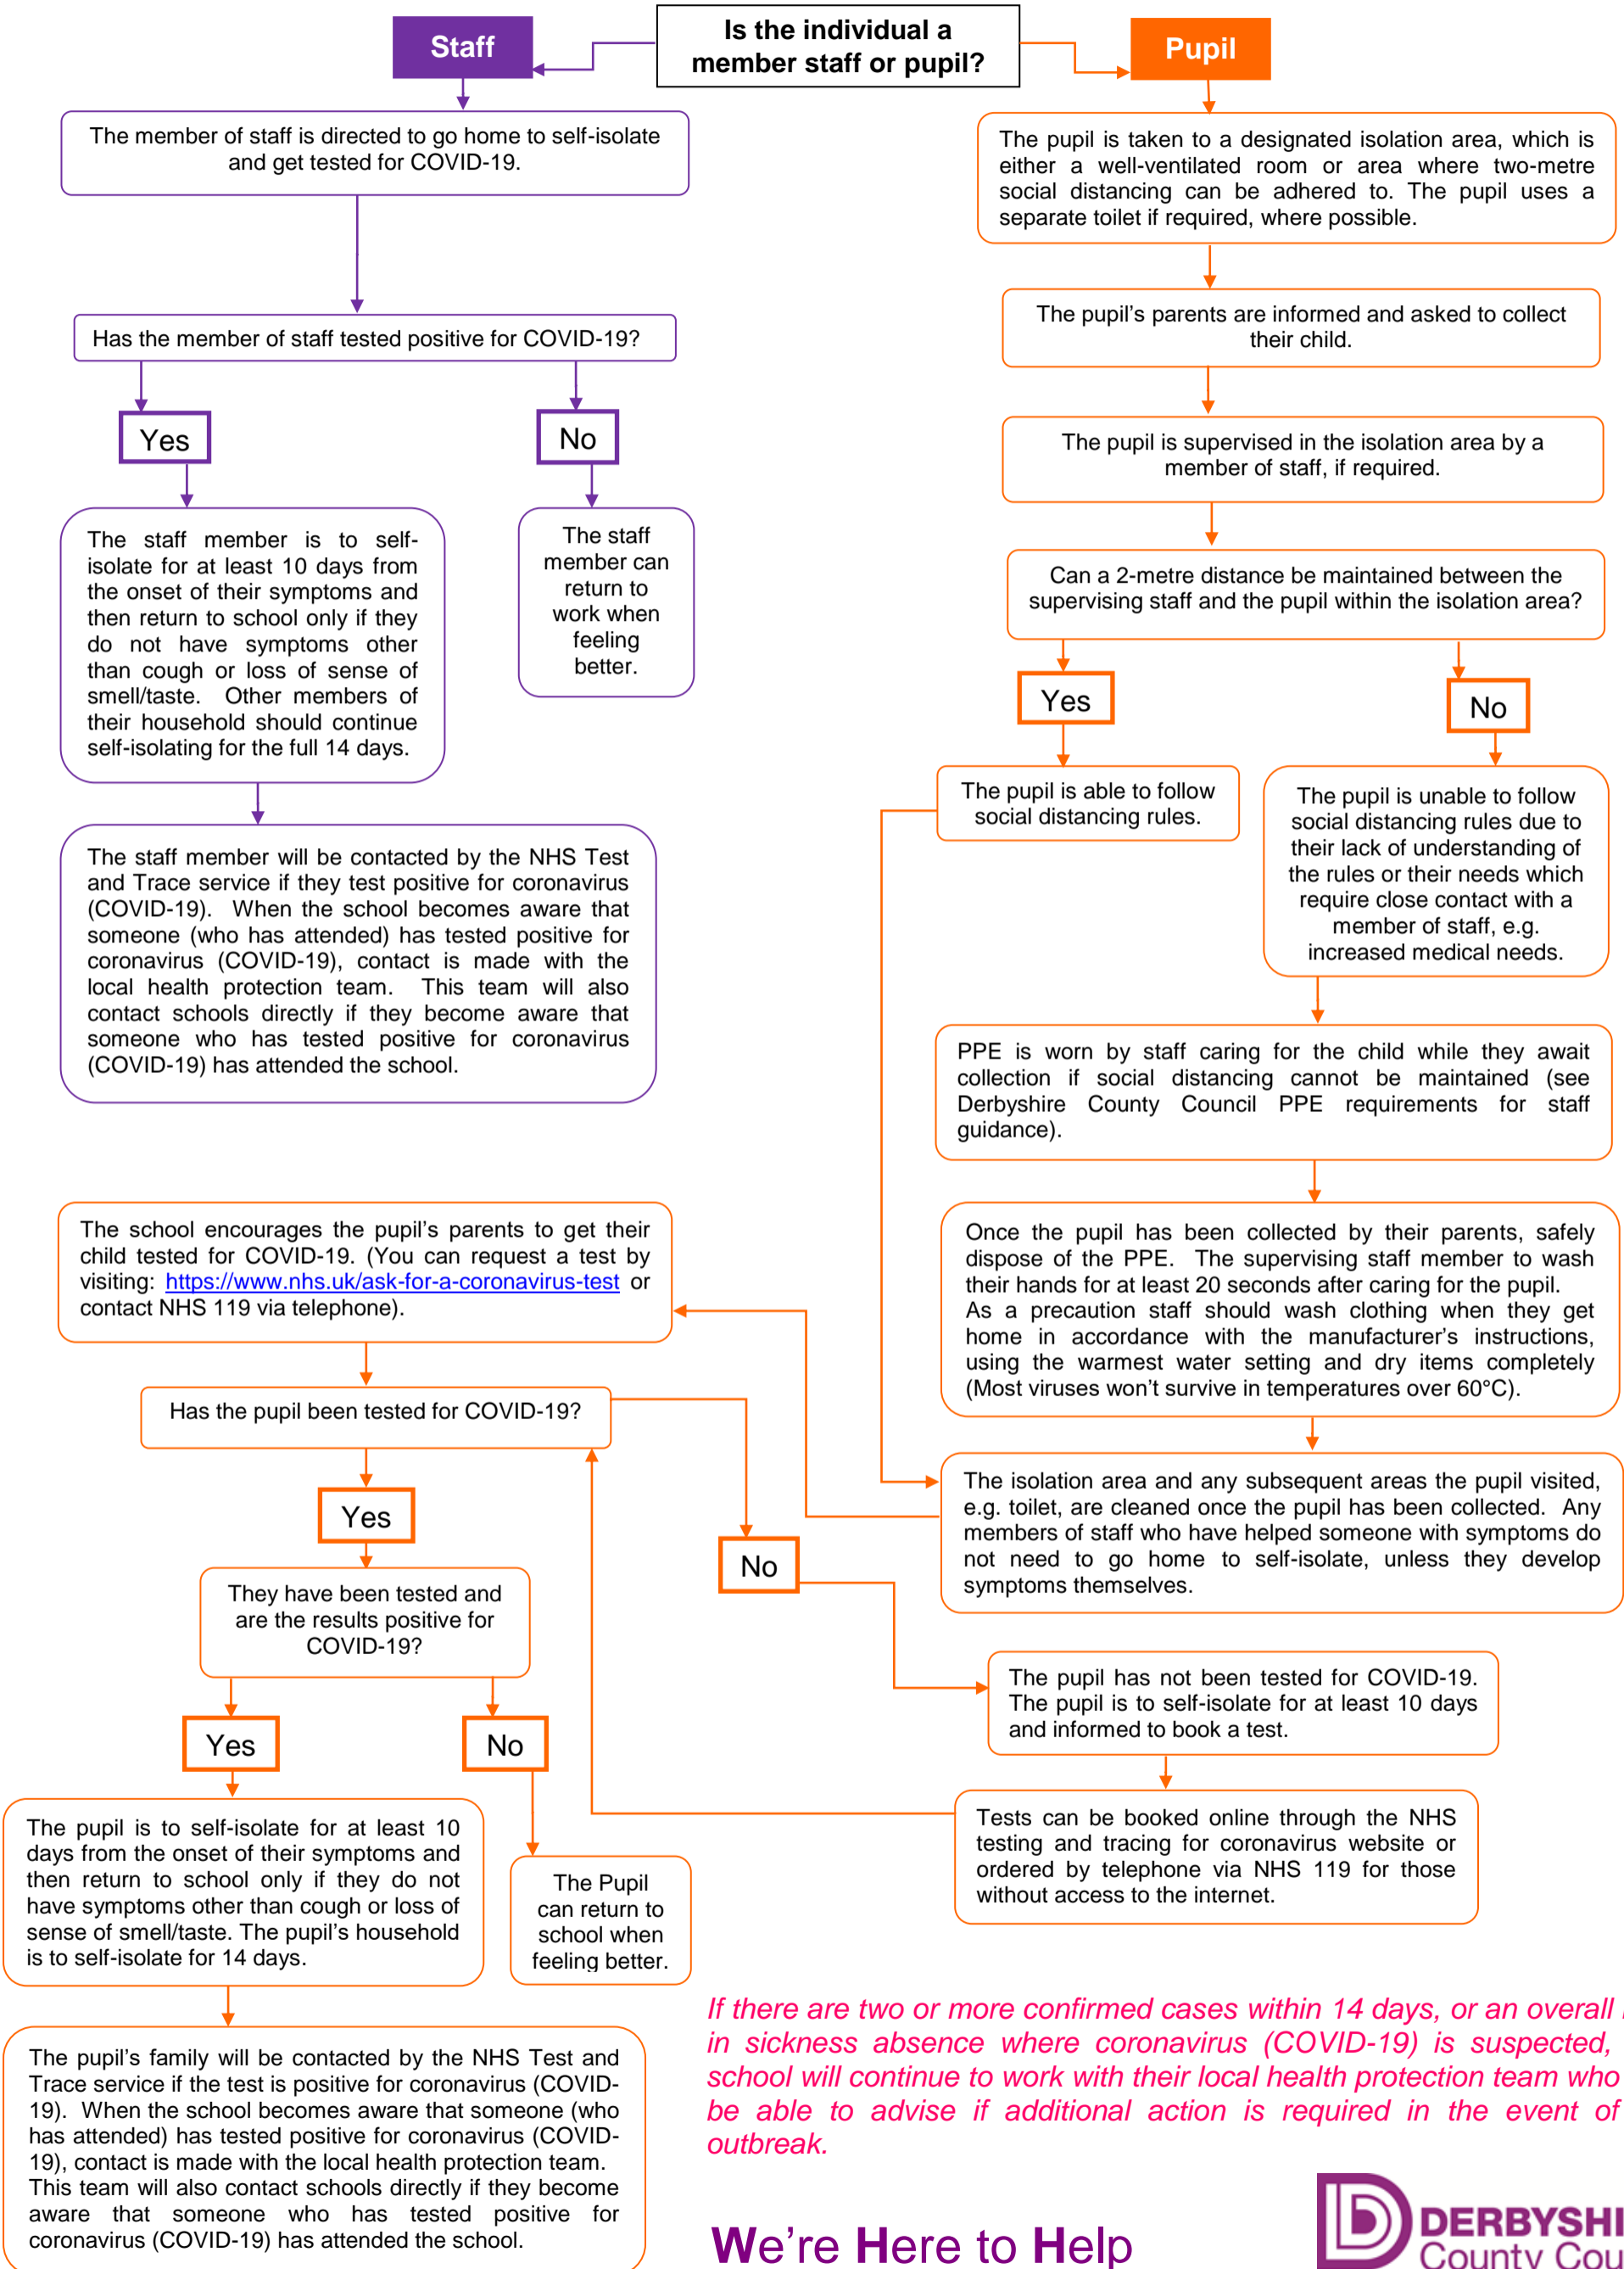 Is the individual a
member staff or pupil?
Staff
The member of staff is directed to go home to self-isolate
and get tested for COVID-19.
Has the member of staff tested positive for COVID-19?
Yes
No
The staff member is to self-
isolate for at least 10 days from
the onset of their symptoms and
then return to school only if they
do not have symptoms other
than cough or loss of sense of
smell/taste. Other members of
their household should continue
self-isolating for the full 14 days.
The staff
member can
return to
work when
feeling
better.
The staff member will be contacted by the NHS Test
and Trace service if they test positive for coronavirus
(COVID-19). When the school becomes aware that
someone (who has attended) has tested positive for
coronavirus (COVID-19), contact is made with the
local health protection team. This team will also
contact schools directly if they become aware that
someone who has tested positive for coronavirus
(COVID-19) has attended the school.
Pupil
The pupil is taken to a designated isolation area, which is
either a well-ventilated room or area where two-metre
social distancing can be adhered to. The pupil uses a
separate toilet if required, where possible.
The pupil's parents are informed and asked to collect
their child.
The pupil is supervised in the isolation area by a
member of staff, if required.
Can a 2-metre distance be maintained between the
supervising staff and the pupil within the isolation area?
Yes
No
The pupil is able to follow
social distancing rules.
The pupil is unable to follow
social distancing rules due to
their lack of understanding of
the rules or their needs which
require close contact with a
member of staff, e.g.
increased medical needs.
PPE is worn by staff caring for the child while they await
collection if social distancing cannot be maintained (see
Derbyshire County Council PPE requirements for staff
guidance).
Once the pupil has been collected by their parents, safely
dispose of the PPE. The supervising staff member to wash
their hands for at least 20 seconds after caring for the pupil.
As a precaution staff should wash clothing when they get
home in accordance with the manufacturer's instructions,
using the warmest water setting and dry items completely
(Most viruses won't survive in temperatures over 60°C).
The isolation area and any subsequent areas the pupil visited,
e.g. toilet, are cleaned once the pupil has been collected. Any
members of staff who have helped someone with symptoms do
not need to go home to self-isolate, unless they develop
symptoms themselves.
The school encourages the pupil's parents to get their
child tested for COVID-19. (You can request a test by
visiting: https://www.nhs.uk/ask-for-a-coronavirus-test or
contact NHS 119 via telephone).
Has the pupil been tested for COVID-19?
Yes
No
They have been tested and
are the results positive for
COVID-19?
Yes
No
The pupil has not been tested for COVID-19.
The pupil is to self-isolate for at least 10 days
and informed to book a test.
Tests can be booked online through the NHS
testing and tracing for coronavirus website or
ordered by telephone via NHS 119 for those
without access to the internet.
The pupil is to self-isolate for at least 10
days from the onset of their symptoms and
then return to school only if they do not
have symptoms other than cough or loss of
sense of smell/taste. The pupil's household
is to self-isolate for 14 days.
The Pupil
can return to
school when
feeling better.
The pupil's family will be contacted by the NHS Test and
Trace service if the test is positive for coronavirus (COVID-
19). When the school becomes aware that someone (who
has attended) has tested positive for coronavirus (COVID-
19), contact is made with the local health protection team.
This team will also contact schools directly if they become
aware that someone who has tested positive for
coronavirus (COVID-19) has attended the school.
If there are two or more confirmed cases within 14 days, or an overall
in sickness absence where coronavirus (COVID-19) is suspected,
school will continue to work with their local health protection team who
be able to advise if additional action is required in the event of
outbreak.
We're Here to Help
DERBYSHI
County Cou